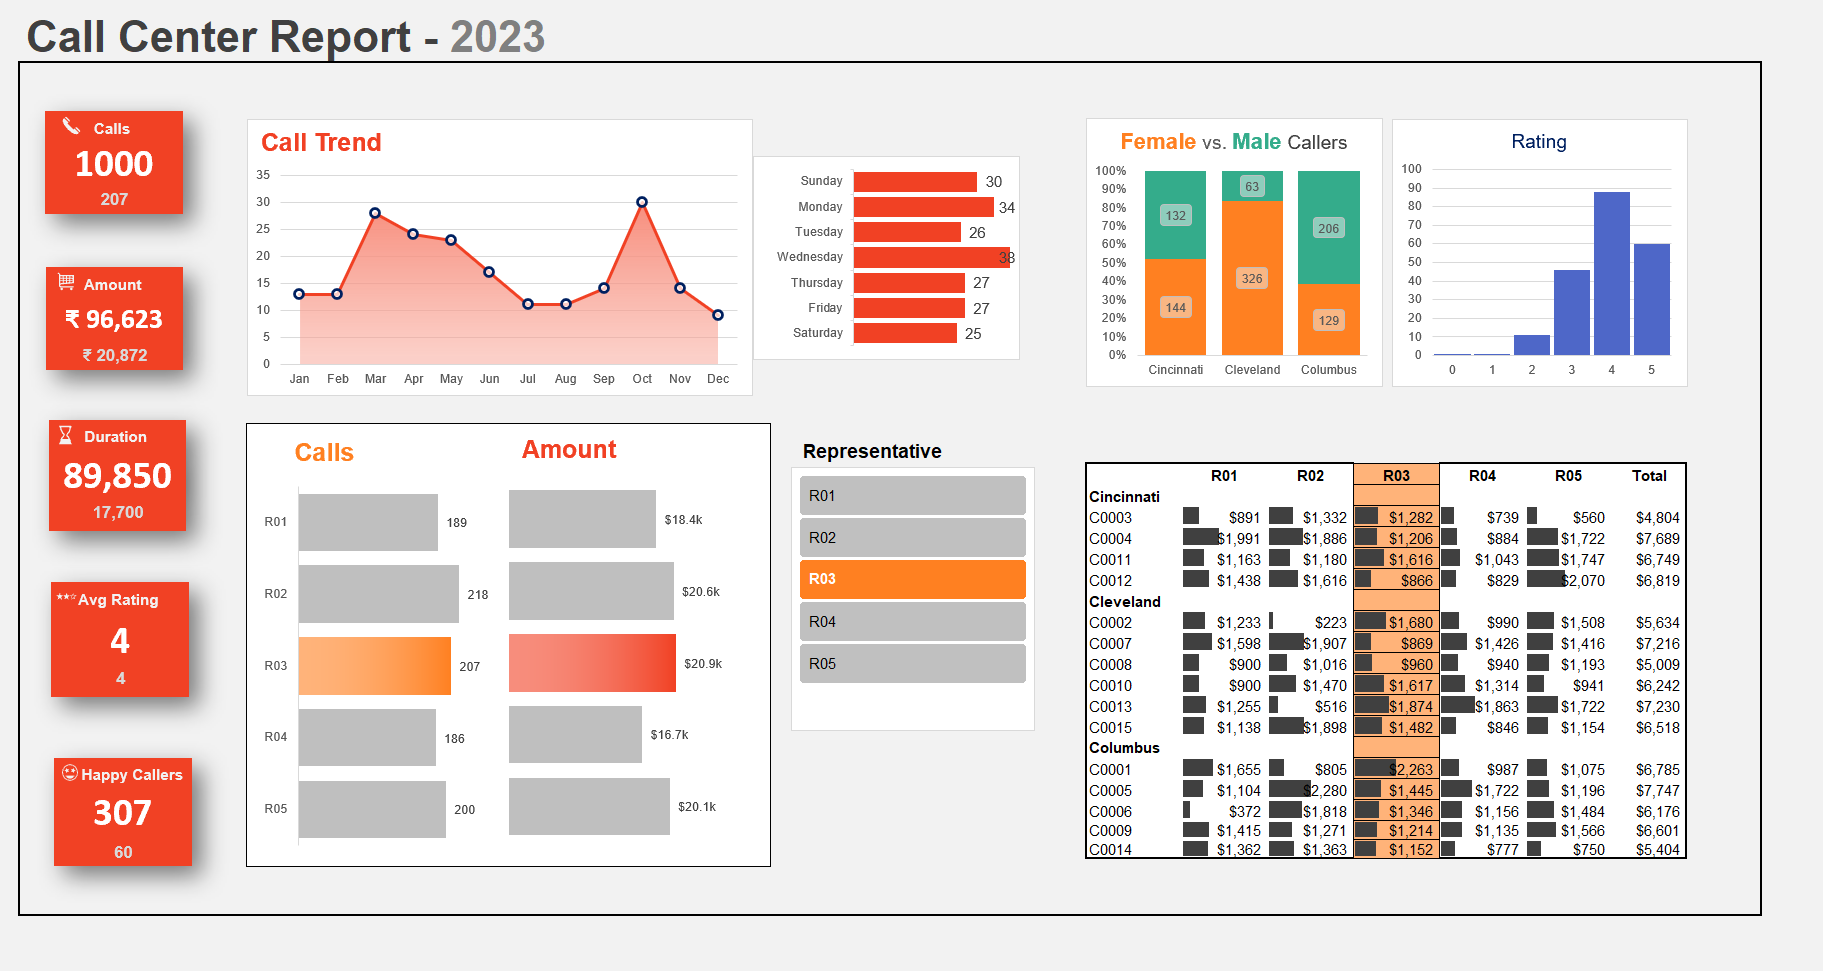 Call Center Report - 2023
Calls
1000
207
Amount
₹ 96,623
₹ 20,872
Duration
89,850
17,700
Avg Rating
4
4
Happy Callers
307
60
Call Trend
35
30
25
20
15
10
5
0
Jan Feb Mar Apr May Jun Jul Aug Sep Oct Nov Dec
Sunday 30
Monday 34
Tuesday 26
Wednesday 38
Thursday 27
Friday 27
Saturday 25
Female vs. Male Callers
100%
90%
80%
70%
60%
50%
40%
30%
20%
10%
0%
132 63 206
144 326 129
Cincinnati Cleveland Columbus
Rating
100
90
80
70
60
50
40
30
20
10
0
0 1 2 3 4 5
Calls Amount
R01 189 $18.4k
R02 218 $20.6k
R03 207 $20.9k
R04 186 $16.7k
R05 200 $20.1k
Representative
R01
R02
R03
R04
R05
R01 R02 R03 R04 R05 Total
Cincinnati
C0003 $891 $1,332 $1,282 $739 $560 $4,804
C0004 $1,991 $1,886 $1,206 $884 $1,722 $7,689
C0011 $1,163 $1,180 $1,616 $1,043 $1,747 $6,749
C0012 $1,438 $1,616 $866 $829 $2,070 $6,819
Cleveland
C0002 $1,233 $223 $1,680 $990 $1,508 $5,634
C0007 $1,598 $1,907 $869 $1,426 $1,416 $7,216
C0008 $900 $1,016 $960 $940 $1,193 $5,009
C0010 $900 $1,470 $1,617 $1,314 $941 $6,242
C0013 $1,255 $516 $1,874 $1,863 $1,722 $7,230
C0015 $1,138 $1,898 $1,482 $846 $1,154 $6,518
Columbus
C0001 $1,655 $805 $2,263 $987 $1,075 $6,785
C0005 $1,104 $2,280 $1,445 $1,722 $1,196 $7,747
C0006 $372 $1,818 $1,346 $1,156 $1,484 $6,176
C0009 $1,415 $1,271 $1,214 $1,135 $1,566 $6,601
C0014 $1,362 $1,363 $1,152 $777 $750 $5,404